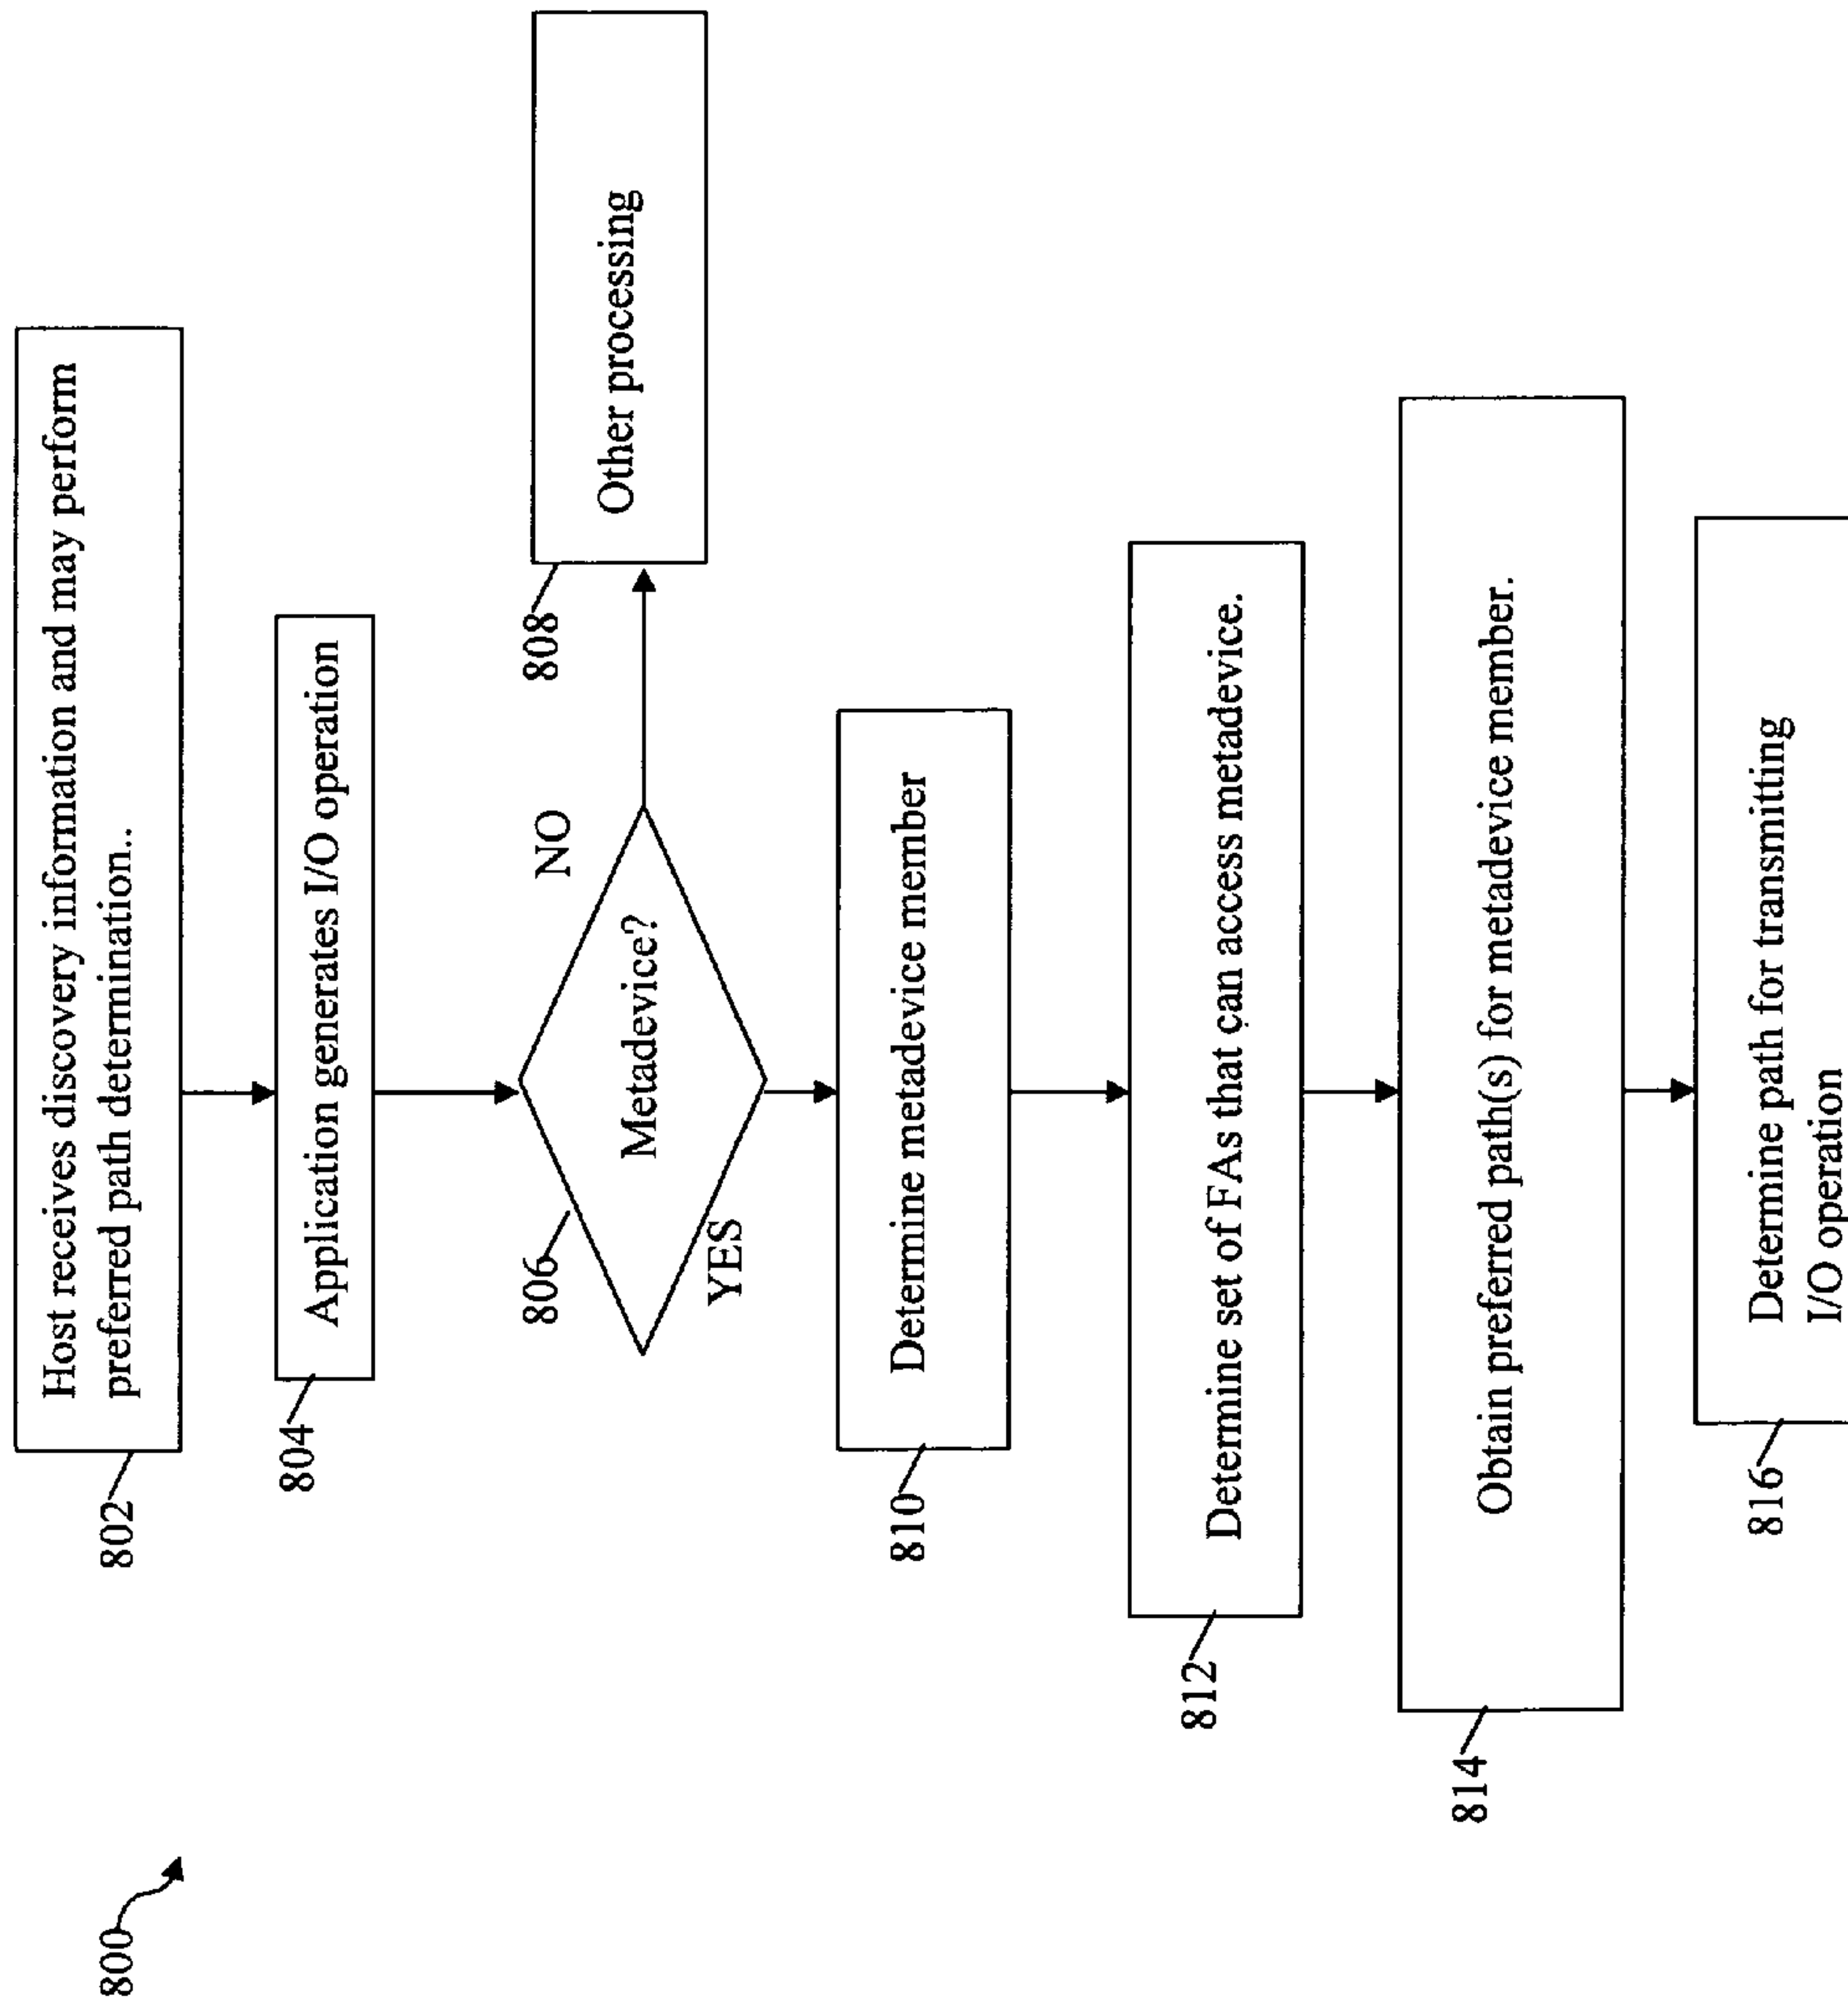 800
802
Host receives discovery information and may perform
preferred path determination..
804
Application generates I/O operation
806
Metadevice?
NO
YES
808
Other processing
810
Determine metadevice member
812
Determine set of FAs that can access metadevice.
814
Obtain preferred path(s) for metadevice member.
816
Determine path for transmitting
I/O operation